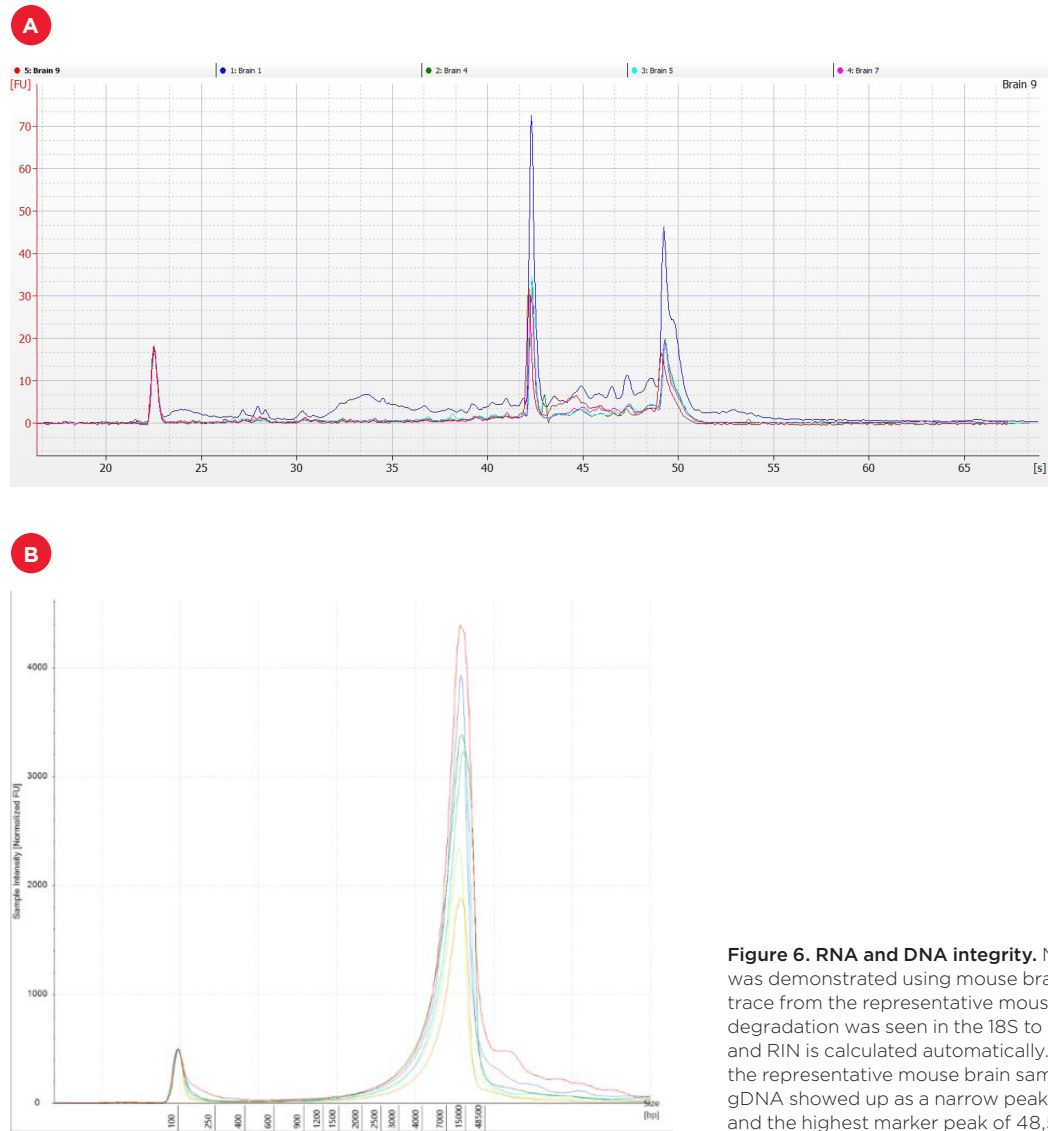 A
5: Brain 9 1: Brain 1 2: Brain 4 3: Brain 5 4: Brain 7
[FU] Brain 9
70
60
50
40
30
20
10
0
20 25 30 35 40 45 50 55 60 65 [s]
B
Sample Intensity [Normalized FU]
4000
3000
2000
1000
0
100 250 400 600 900 1200 1500 2000 2500 3000 4000 7000 15000 48500 Size
[bp]
Figure 6. RNA and DNA integrity.
was demonstrated using mouse
trace from the representative
degradation was seen in the 18S to
and RIN is calculated automatically.
the representative mouse brain
gDNA showed up as a narrow peak
and the highest marker peak of